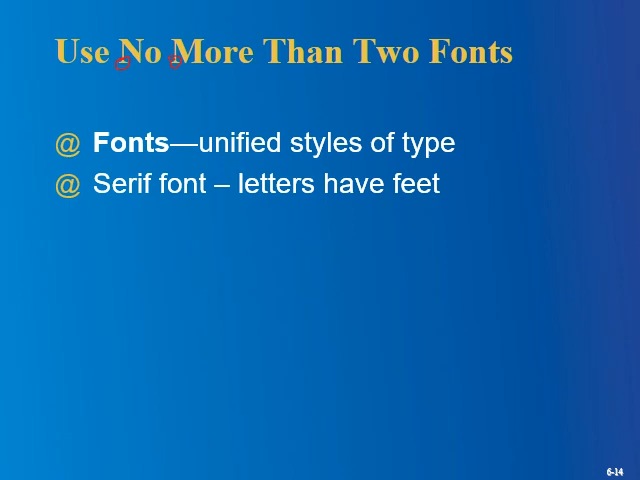 Use No More Than Two Fonts
@ Fonts—unified styles of type
@ Serif font – letters have feet
6-14